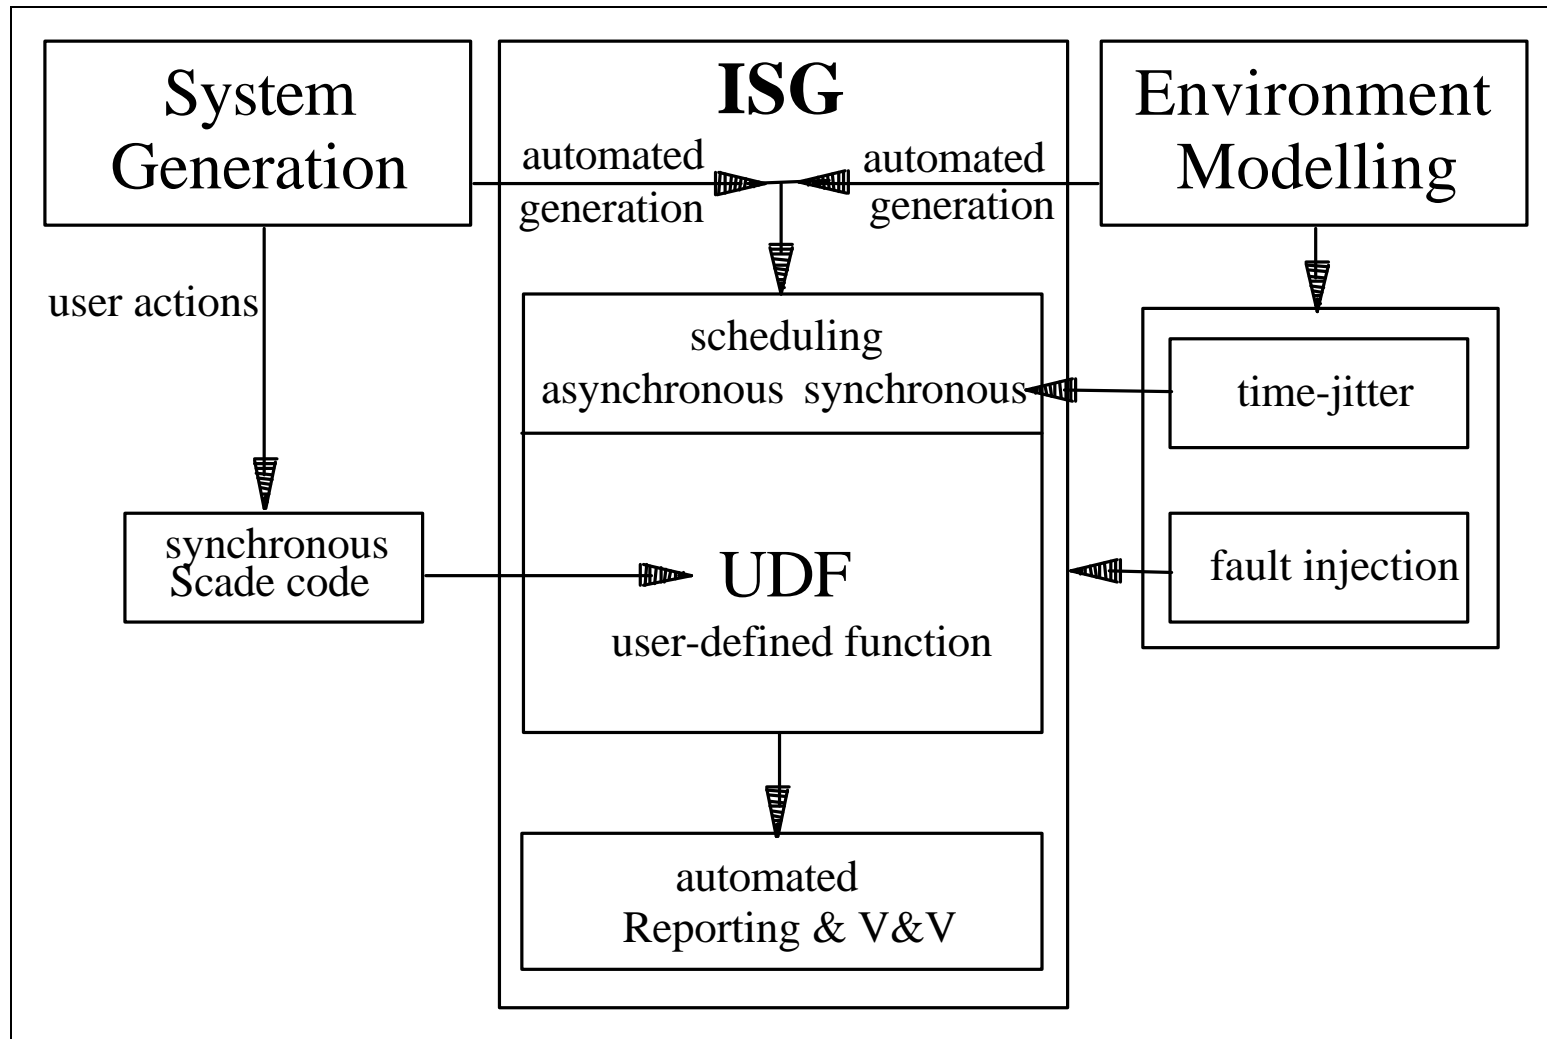 System
Generation
ISG
Environment
Modelling
automated
generation
automated
generation
user actions
scheduling
asynchronous synchronous
time-jitter
synchronous
Scade code
UDF
user-defined function
fault injection
automated
Reporting & V&V